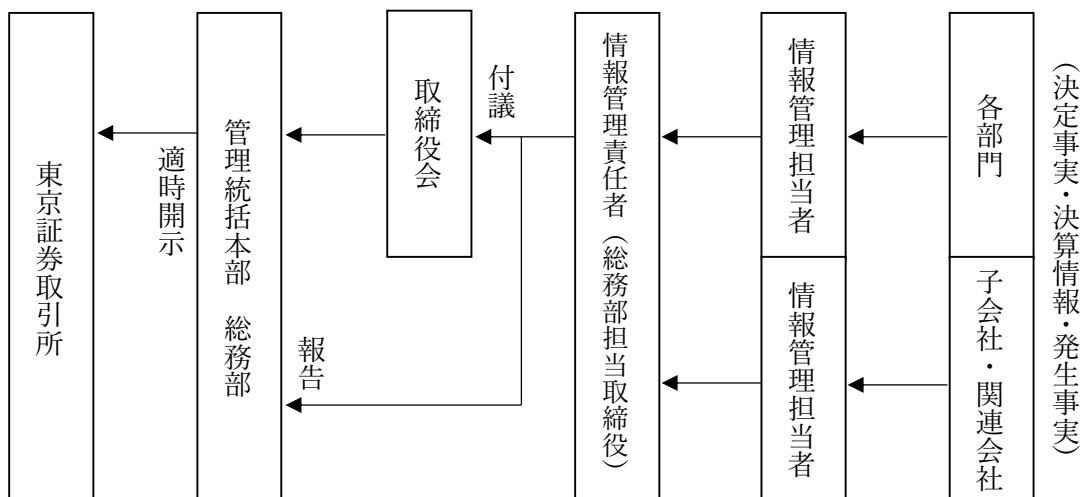 （決定事実・決算情報・発生事実）
各部門
子会社・関連会社
情報管理担当者
情報管理担当者
情報管理責任者（総務部担当取締役）
付議
取締役会
報告
管理統括本部　総務部
適時開示
東京証券取引所